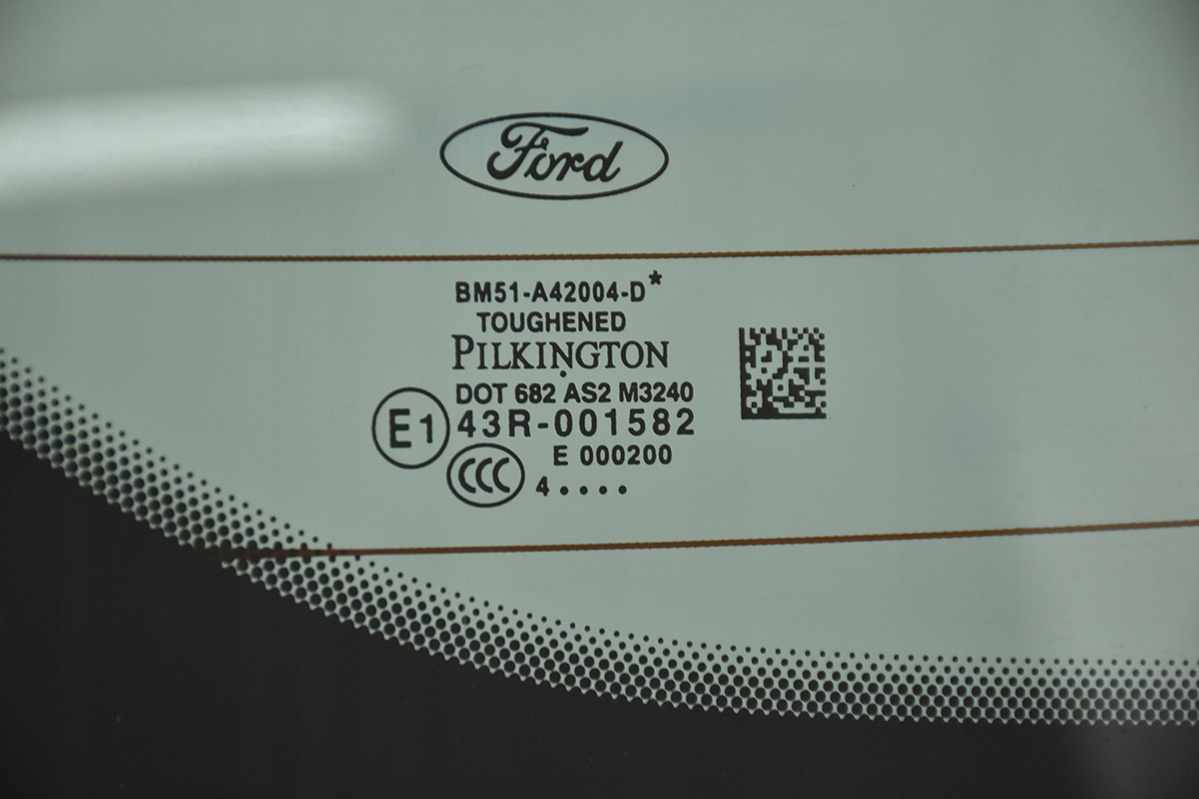 Ford
BM51-A42004-D*
TOUGHENED
PILKINGTON
DOT 682 AS2 M3240
E1 43R-001582
E 000200
CCC 4....